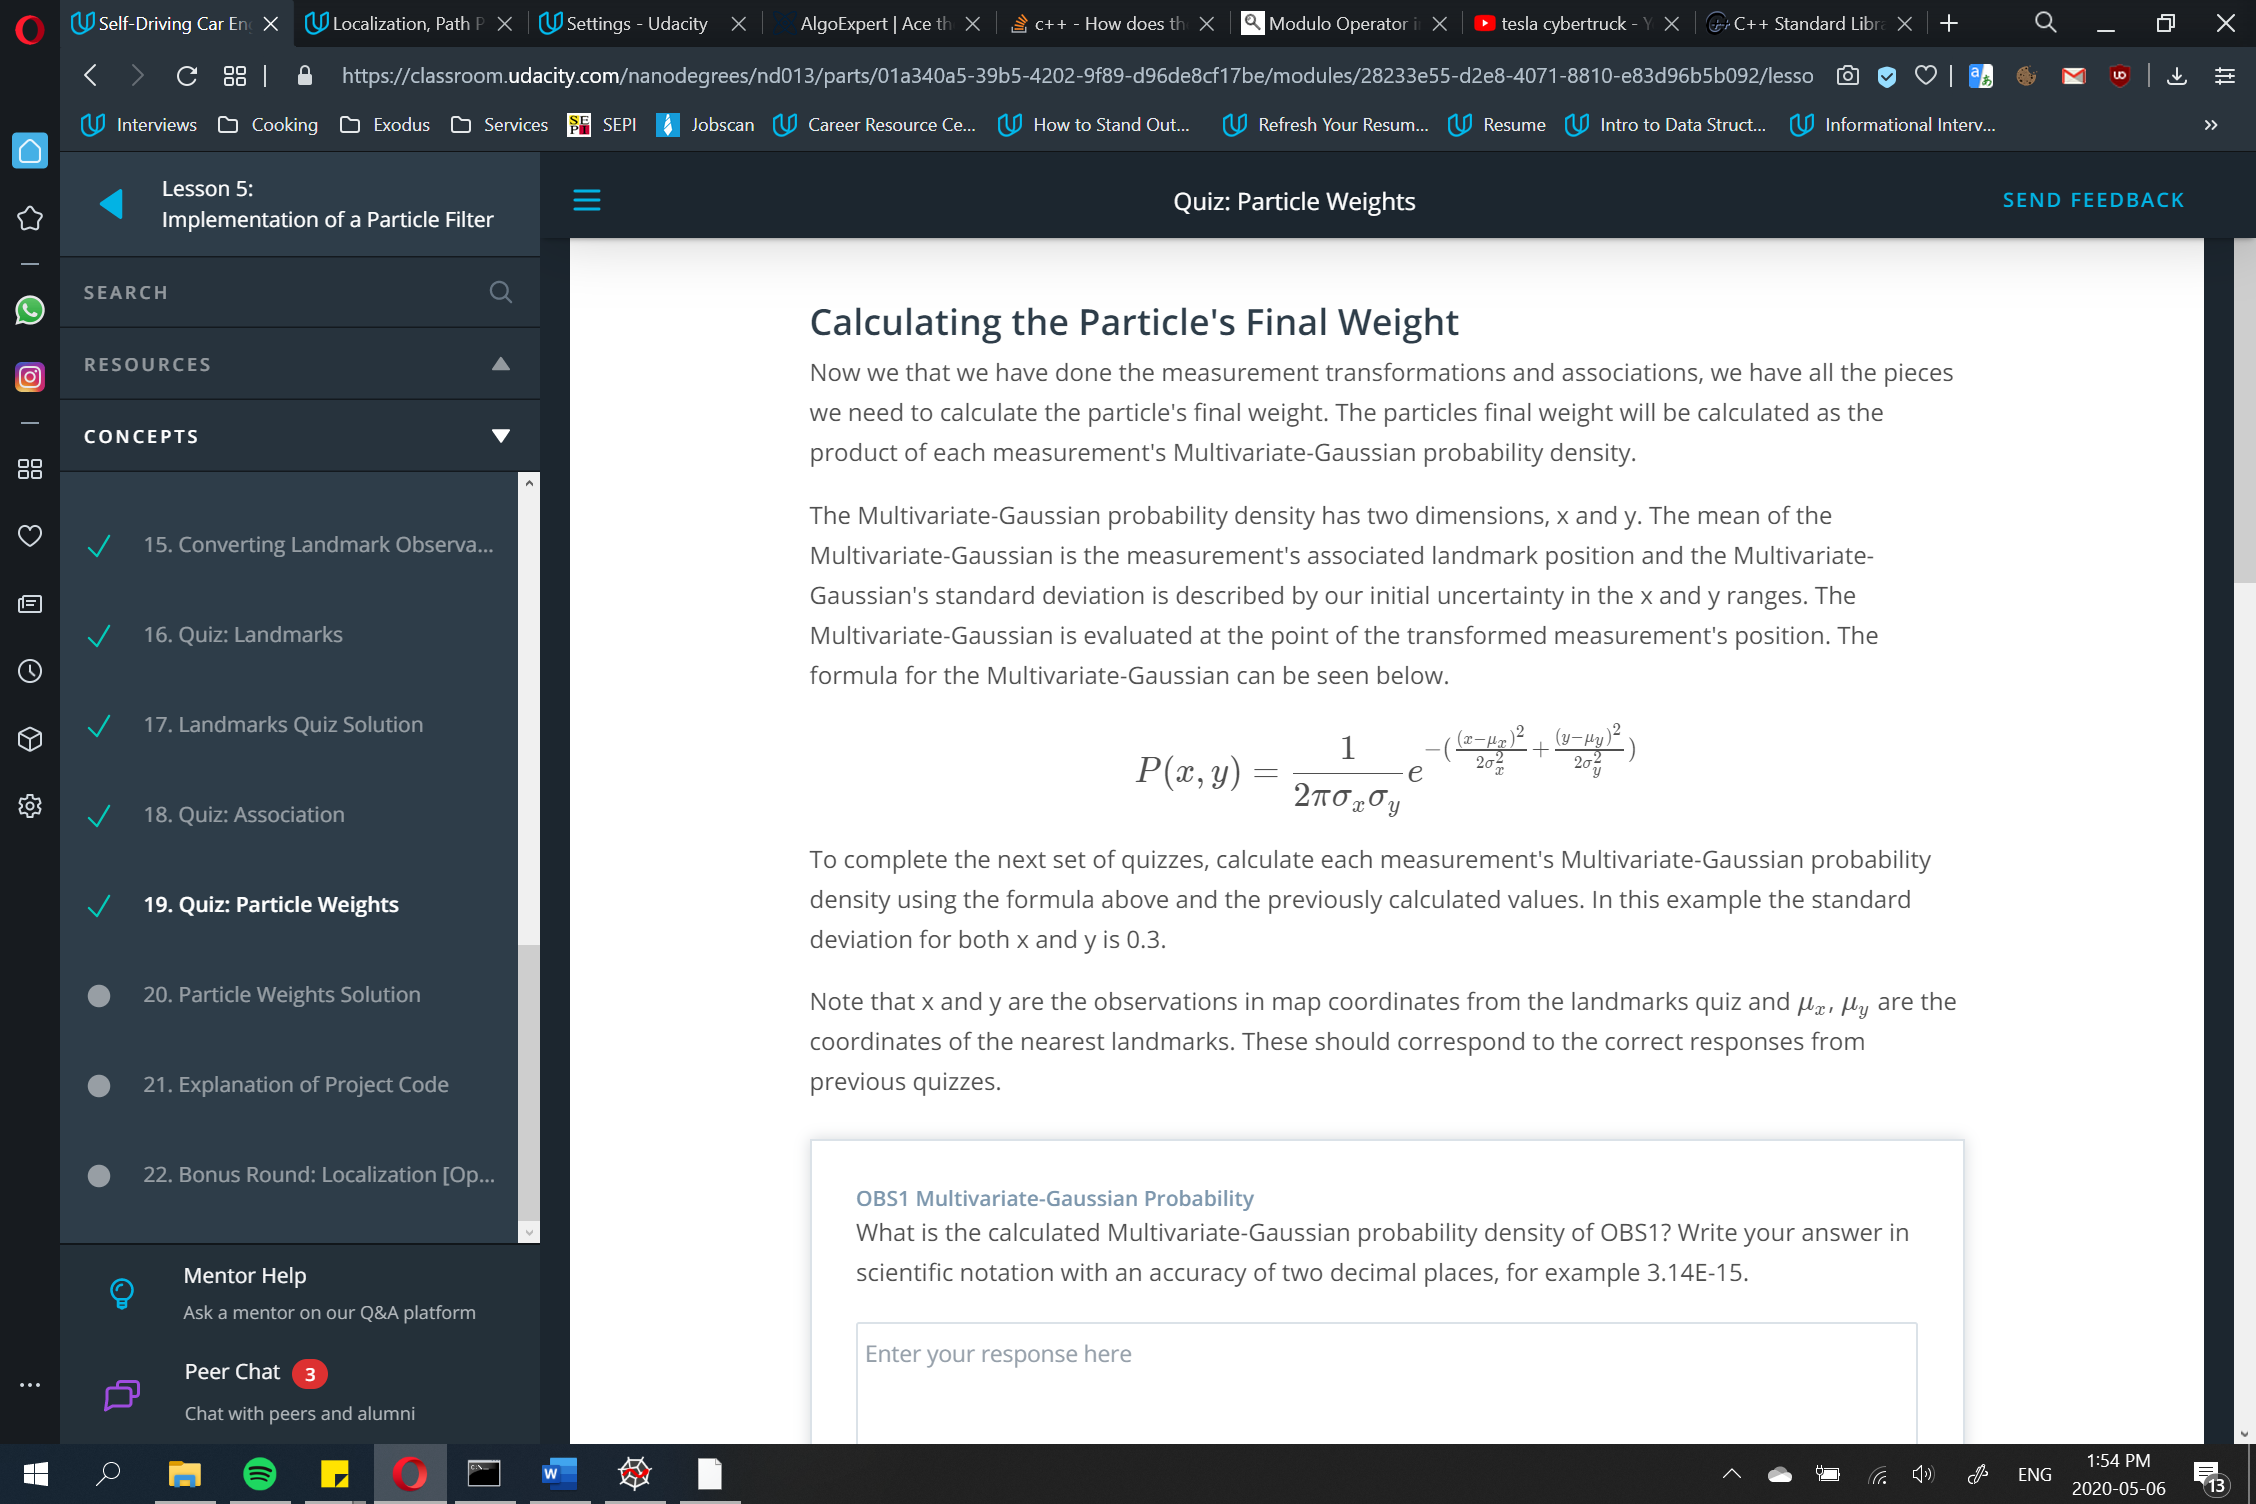 Self-Driving Car En
Localization, Path P
Settings - Udacity
AlgoExpert | Ace th
c++ - How does th
Modulo Operator i
tesla cybertruck - Y
C++ Standard Libra
https://classroom.udacity.com/nanodegrees/nd013/parts/01a340a5-39b5-4202-9f89-d96de8cf17be/modules/28233e55-d2e8-4071-8810-e83d96b5b092/lesso
Interviews
Cooking
Exodus
Services
SEPI
Jobscan
Career Resource Ce...
How to Stand Out...
Refresh Your Resum...
Resume
Intro to Data Struct...
Informational Interv...
Lesson 5:
Implementation of a Particle Filter
SEARCH
RESOURCES
CONCEPTS
15. Converting Landmark Observa...
16. Quiz: Landmarks
17. Landmarks Quiz Solution
18. Quiz: Association
19. Quiz: Particle Weights
20. Particle Weights Solution
21. Explanation of Project Code
22. Bonus Round: Localization [Op...
Mentor Help
Ask a mentor on our Q&A platform
Peer Chat 3
Chat with peers and alumni
Quiz: Particle Weights
SEND FEEDBACK
Calculating the Particle's Final Weight
Now we that we have done the measurement transformations and associations, we have all the pieces
we need to calculate the particle's final weight. The particles final weight will be calculated as the
product of each measurement's Multivariate-Gaussian probability density.
The Multivariate-Gaussian probability density has two dimensions, x and y. The mean of the
Multivariate-Gaussian is the measurement's associated landmark position and the Multivariate-
Gaussian's standard deviation is described by our initial uncertainty in the x and y ranges. The
Multivariate-Gaussian is evaluated at the point of the transformed measurement's position. The
formula for the Multivariate-Gaussian can be seen below.
P(x, y) = \frac{1}{2πσ_xσ_y} e^{-(\frac{(x-μ_x)^2}{2σ_x^2} + \frac{(y-μ_y)^2}{2σ_y^2})}
To complete the next set of quizzes, calculate each measurement's Multivariate-Gaussian probability
density using the formula above and the previously calculated values. In this example the standard
deviation for both x and y is 0.3.
Note that x and y are the observations in map coordinates from the landmarks quiz and μ_x, μ_y are the
coordinates of the nearest landmarks. These should correspond to the correct responses from
previous quizzes.
OBS1 Multivariate-Gaussian Probability
What is the calculated Multivariate-Gaussian probability density of OBS1? Write your answer in
scientific notation with an accuracy of two decimal places, for example 3.14E-15.
Enter your response here
ENG
1:54 PM
2020-05-06
13